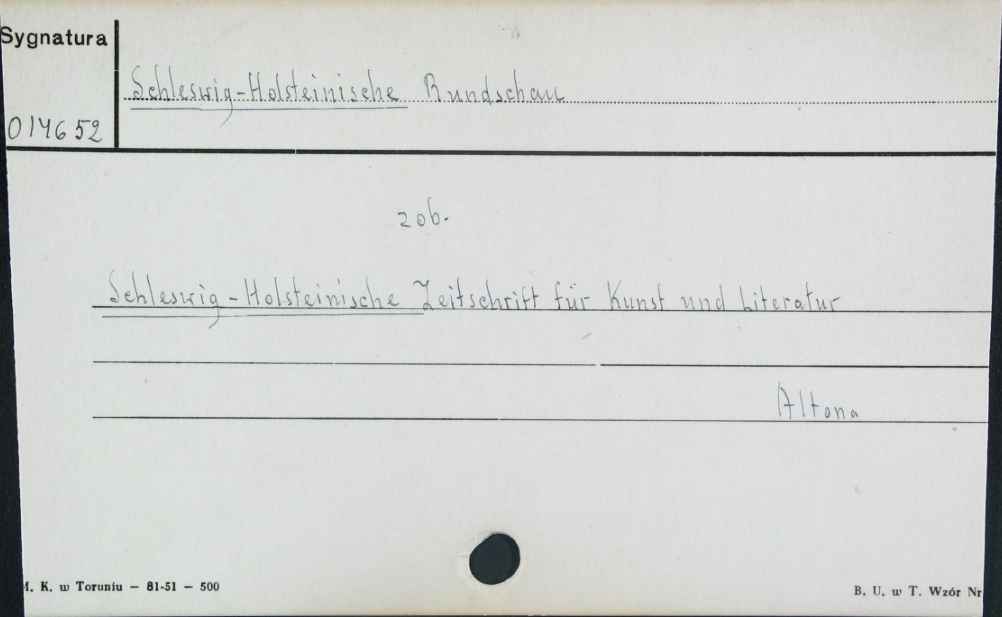 Sygnatura
Schleswig-Holsteinische Rundschau
017652
zob.
Schleswig-Holsteinische Zeitschrift für Kunst und Literatur
Altona
K. w Toruniu — 81-51 — 500
B. U. w T. Wzór Nr